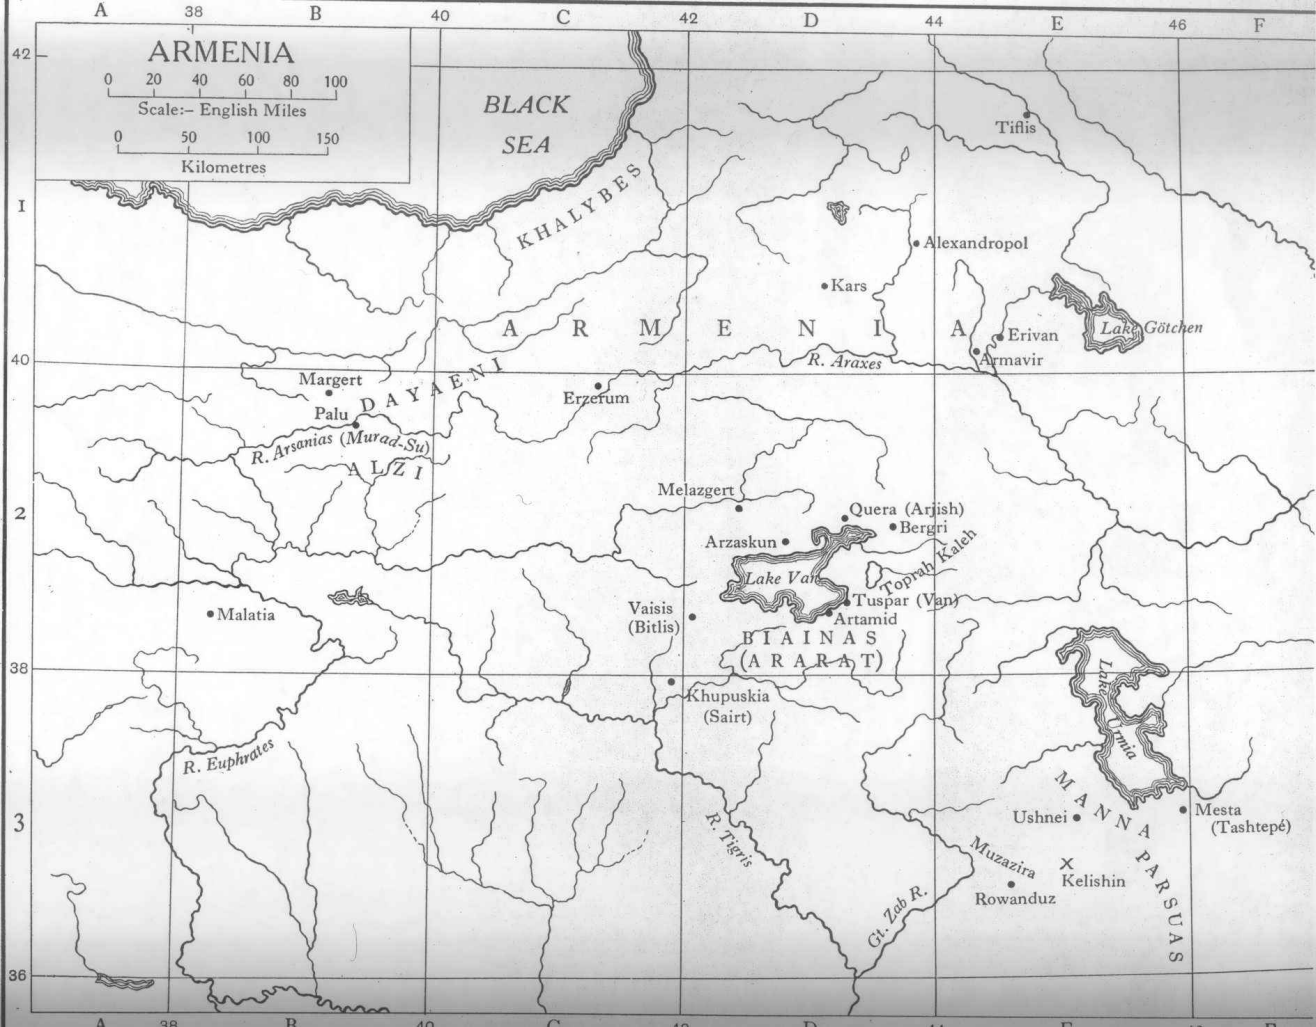 A B C D E F
38 40 42 44 46
42
ARMENIA
0 20 40 60 80 100
Scale:– English Miles
0 50 100 150
Kilometres
BLACK
SEA
Tiflis
KHALYBES
I
Alexandropol
Kars
ARMENIA
Lake Götchen
Erivan
Armavir
R. Araxes
40
Margert
DAYAENI
Erzerum
Palu
R. Arsanias (Murad-Su)
ALZI
Melazgert
2
Quera (Arjish)
Bergri
Arzaskun
Toprah Kaleh
Lake Van
Tuspar (Van)
Artamid
Malatia
Vaisis
(Bitlis)
BIAINAS
(ARARAT)
38
Khupuskia
(Sairt)
Lake Urmia
R. Euphrates
MANNA
3
Ushnei
Mesta
(Tashtepé)
R. Tigris
Muzazira
x
Kelishin
PARSUAS
Rowanduz
Gt. Zab R.
36
A 38 B 40 C D 44 E